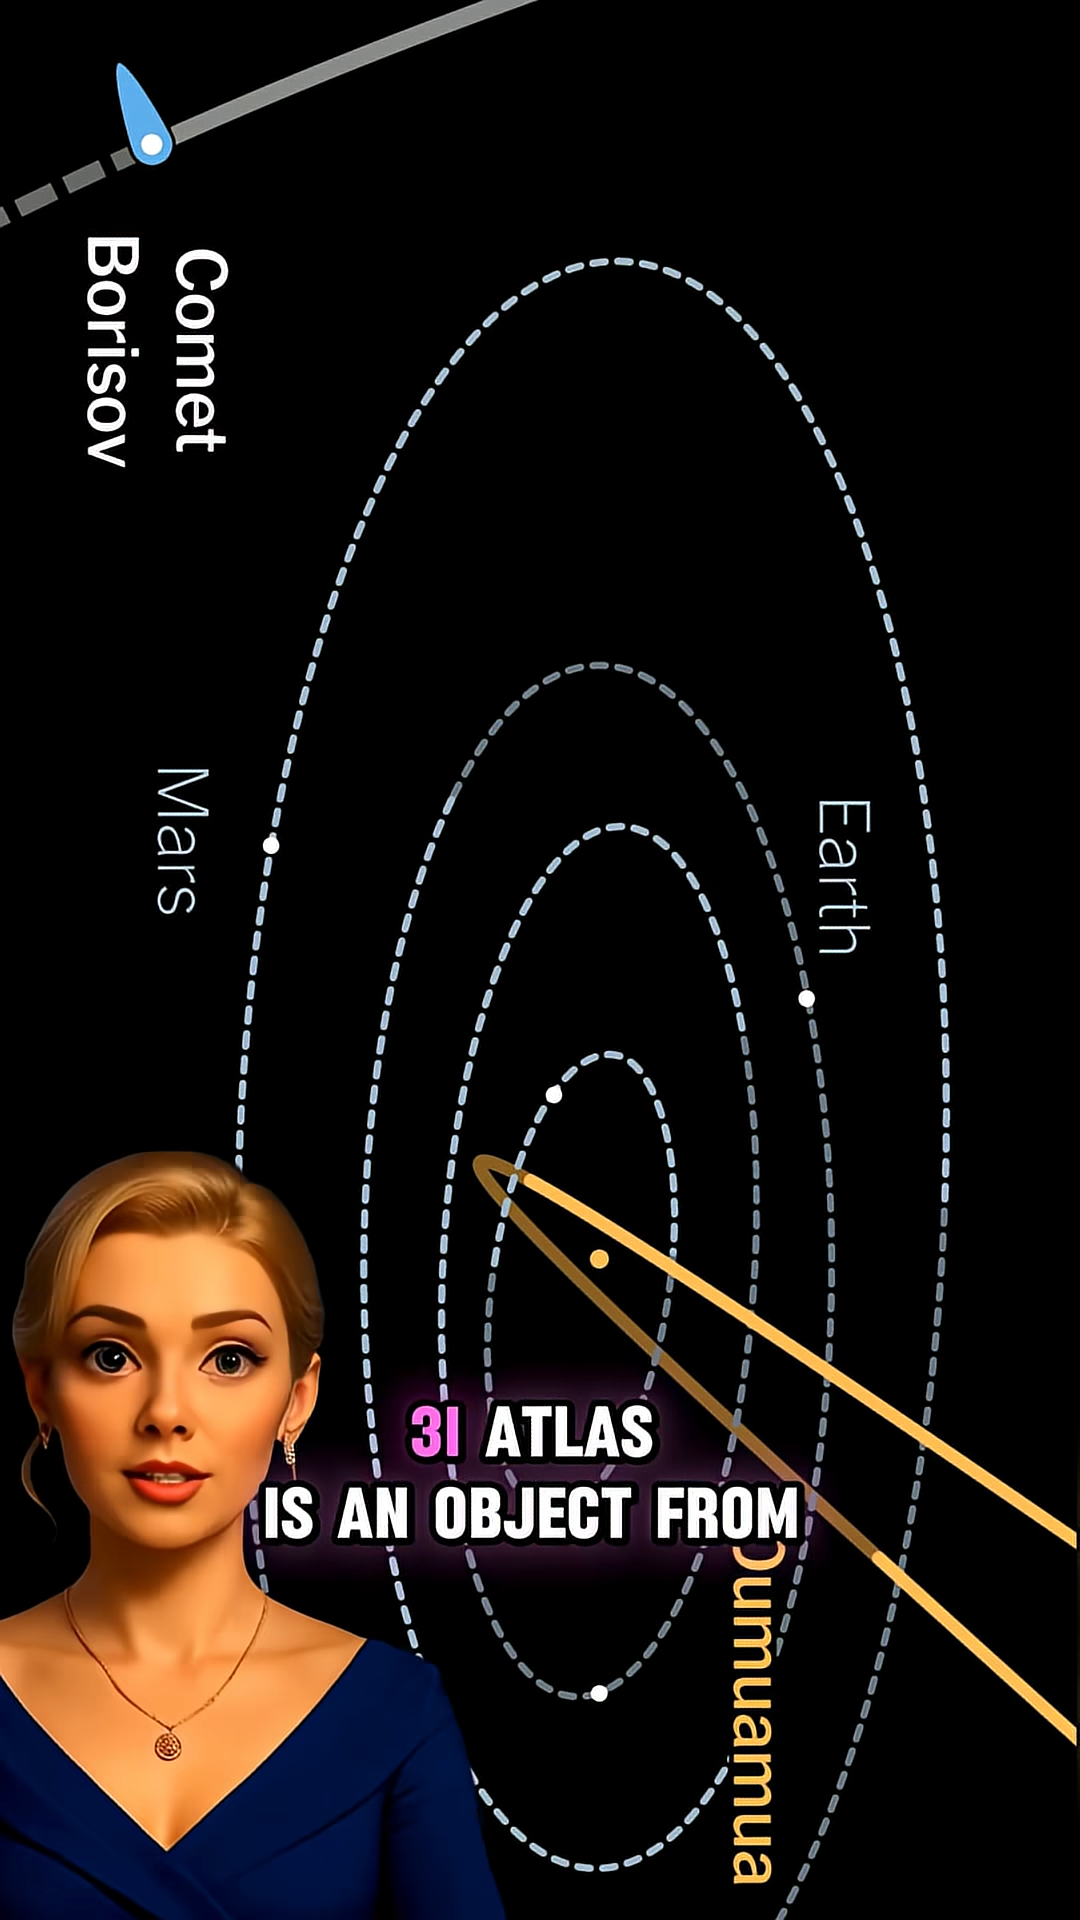 Comet
Borisov
Mars
Earth
3I ATLAS
IS AN OBJECT FROM
Oumuamua